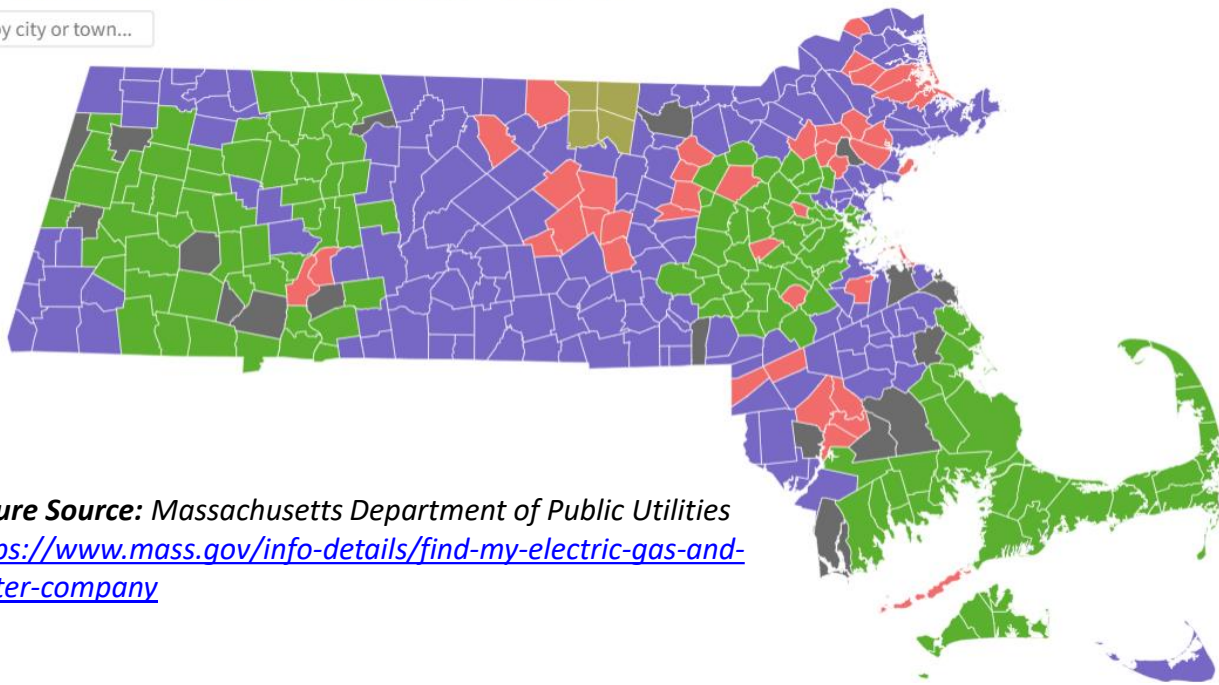 y city or town...
ure Source: Massachusetts Department of Public Utilities
ps://www.mass.gov/info-details/find-my-electric-gas-and-
ter-company